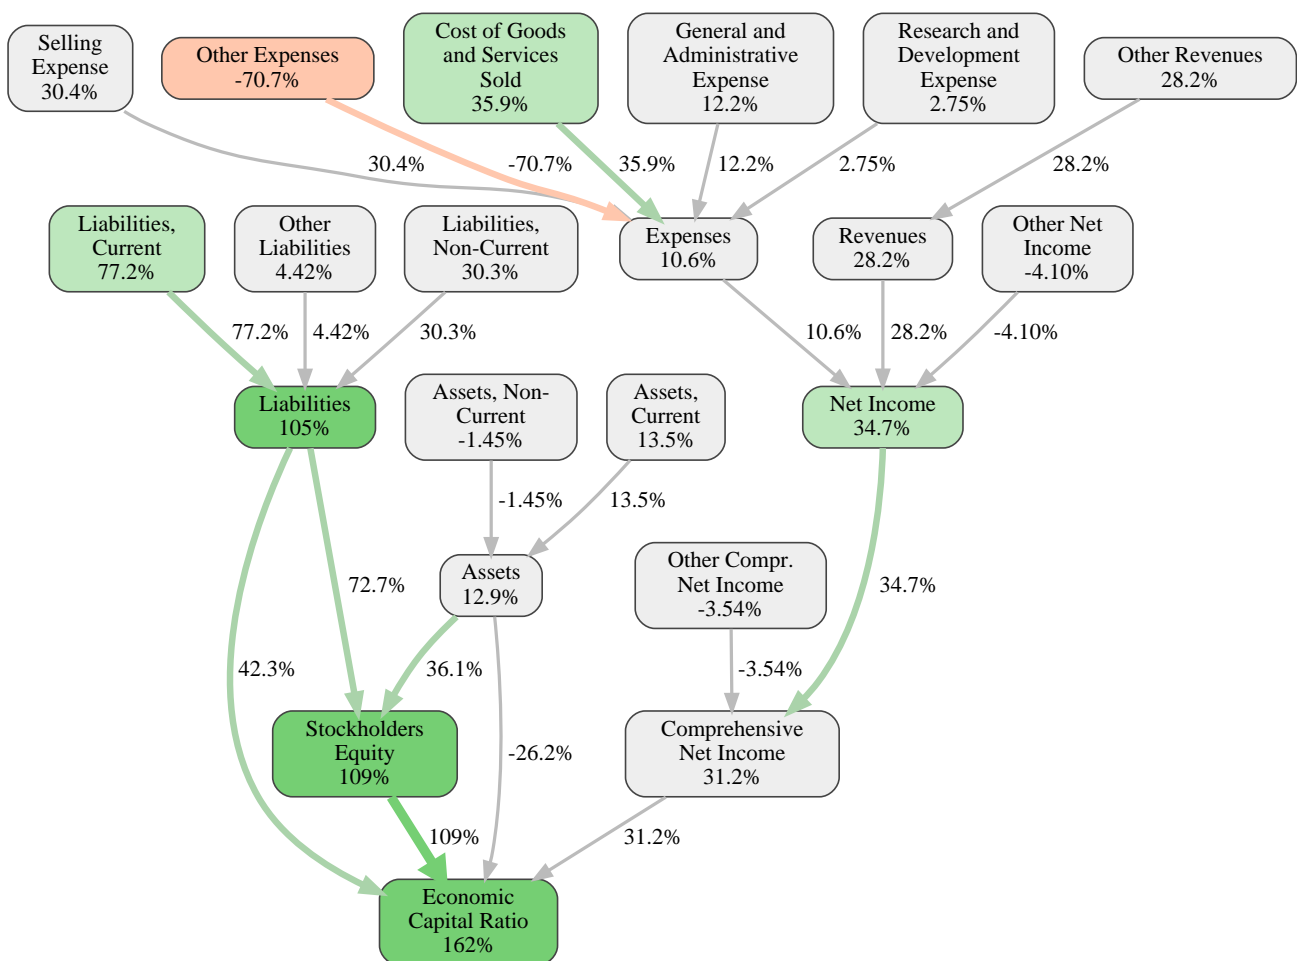 Selling
Expense
30.4%
Other Expenses
-70.7%
Cost of Goods
and Services
Sold
35.9%
General and
Administrative
Expense
12.2%
Research and
Development
Expense
2.75%
Other Revenues
28.2%
30.4%
-70.7%
35.9%
12.2%
2.75%
28.2%
Liabilities,
Current
77.2%
Other
Liabilities
4.42%
Liabilities,
Non-Current
30.3%
Expenses
10.6%
Revenues
28.2%
Other Net
Income
-4.10%
77.2%
4.42%
30.3%
10.6%
28.2%
-4.10%
Liabilities
105%
Assets, Non-
Current
-1.45%
Assets,
Current
13.5%
Net Income
34.7%
-1.45%
13.5%
Assets
12.9%
Other Compr.
Net Income
-3.54%
72.7%
34.7%
42.3%
36.1%
-3.54%
Stockholders
Equity
109%
-26.2%
Comprehensive
Net Income
31.2%
109%
31.2%
Economic
Capital Ratio
162%